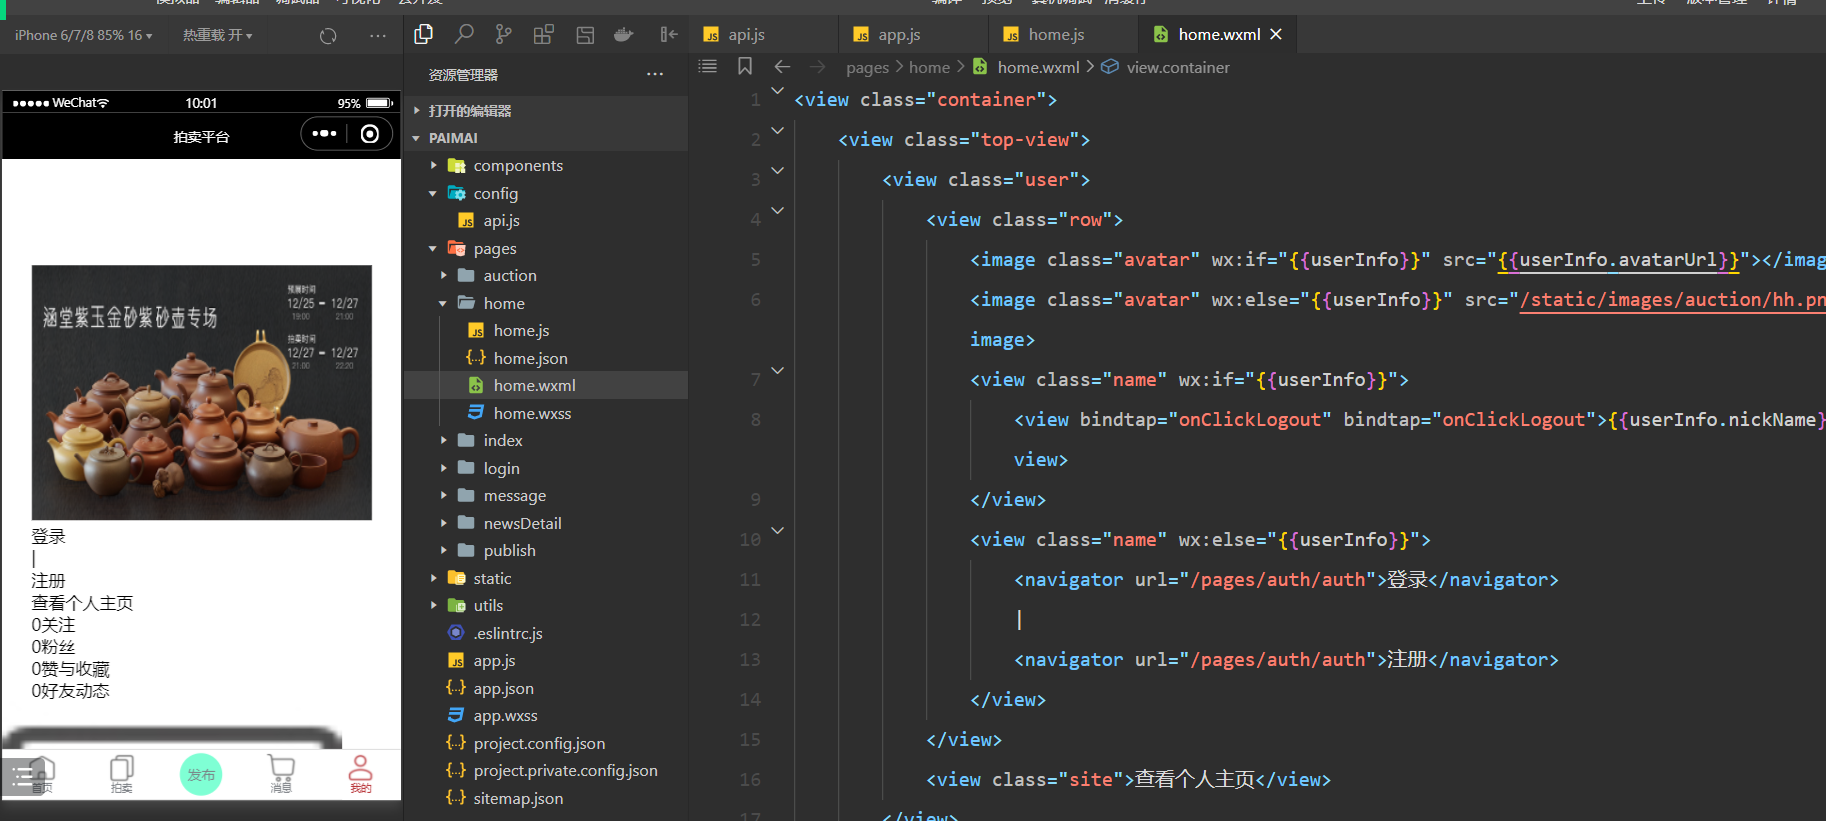 iPhone 6/7/8 85% 16
热重载 开
api.js
app.js
home.js
home.wxml
资源管理器
pages
home
home.wxml
view.container
打开的编辑器
PAIMAI
components
config
api.js
pages
auction
home
home.js
home.json
home.wxml
home.wxss
index
login
message
newsDetail
publish
static
utils
.eslintrc.js
app.js
app.json
app.wxss
project.config.json
project.private.config.json
sitemap.json
WeChat
10:01
95%
拍卖平台
涵堂紫玉金砂紫砂壶专场
预展时间
12/25 - 12/27
19:00 21:00
拍卖时间
12/27 - 12/27
21:00 22:20
登录
|
注册
查看个人主页
0关注
0粉丝
0赞与收藏
0好友动态
首页
拍卖
发布
消息
我的
1 <view class="container">
2 <view class="top-view">
3 <view class="user">
4 <view class="row">
5 <image class="avatar" wx:if="{{userInfo}}" src="{{userInfo.avatarUrl}}"></imag
6 <image class="avatar" wx:else="{{userInfo}}" src="/static/images/auction/hh.pn
image>
7 <view class="name" wx:if="{{userInfo}}">
8 <view bindtap="onClickLogout" bindtap="onClickLogout">{{userInfo.nickName}
view>
9 </view>
10 <view class="name" wx:else="{{userInfo}}">
11 <navigator url="/pages/auth/auth">登录</navigator>
12 |
13 <navigator url="/pages/auth/auth">注册</navigator>
14 </view>
15 </view>
16 <view class="site">查看个人主页</view>
17 </view>